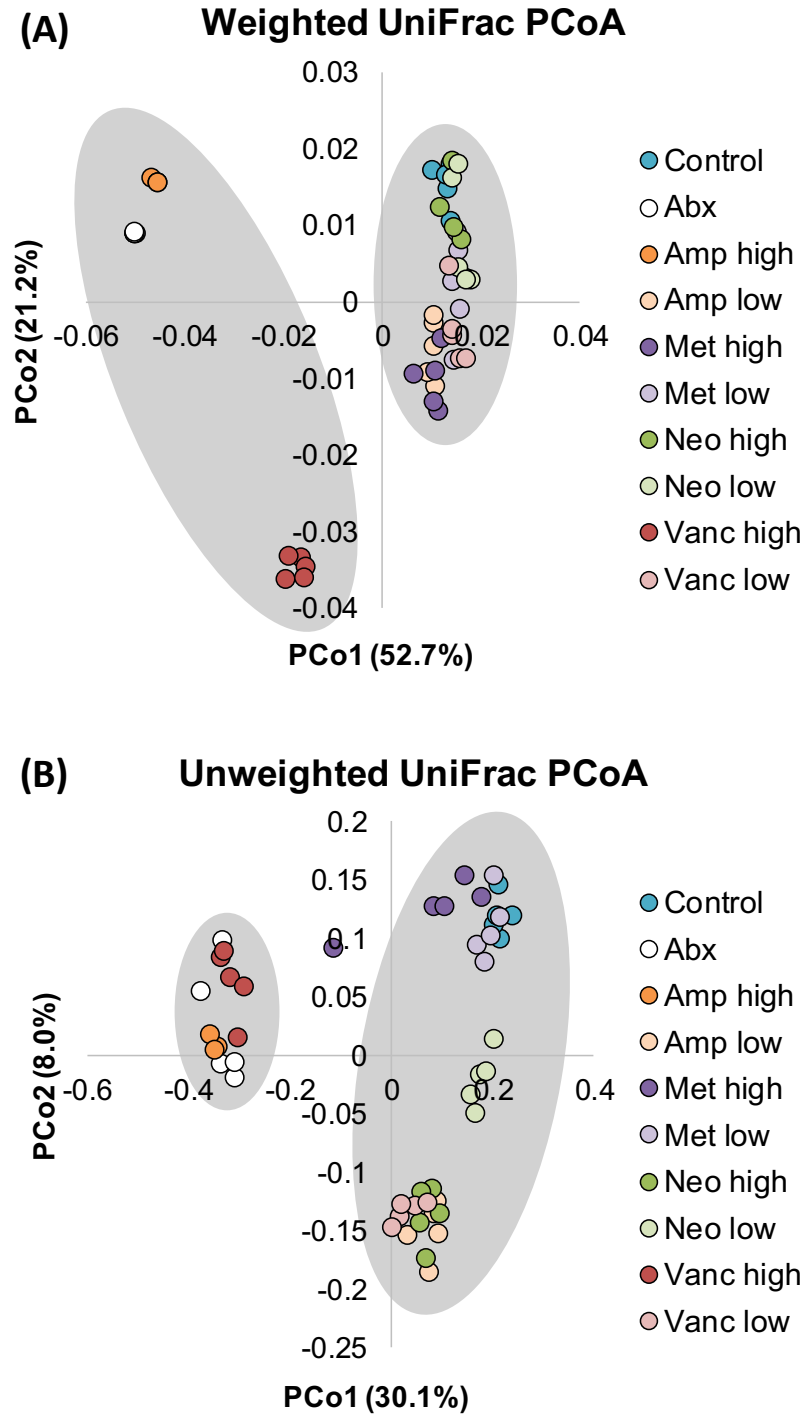 (A)
Weighted UniFrac PCoA
0.03
0.02
0.01
0
-0.06
-0.04
-0.02
0
0.02
0.04
-0.01
-0.02
-0.03
-0.04
PCo2 (21.2%)
PCo1 (52.7%)
Control
Abx
Amp high
Amp low
Met high
Met low
Neo high
Neo low
Vanc high
Vanc low
(B)
Unweighted UniFrac PCoA
0.2
0.15
0.1
0.05
0
-0.6
-0.4
-0.2
0
0.2
0.4
-0.05
-0.1
-0.15
-0.2
-0.25
PCo2 (8.0%)
PCo1 (30.1%)
Control
Abx
Amp high
Amp low
Met high
Met low
Neo high
Neo low
Vanc high
Vanc low